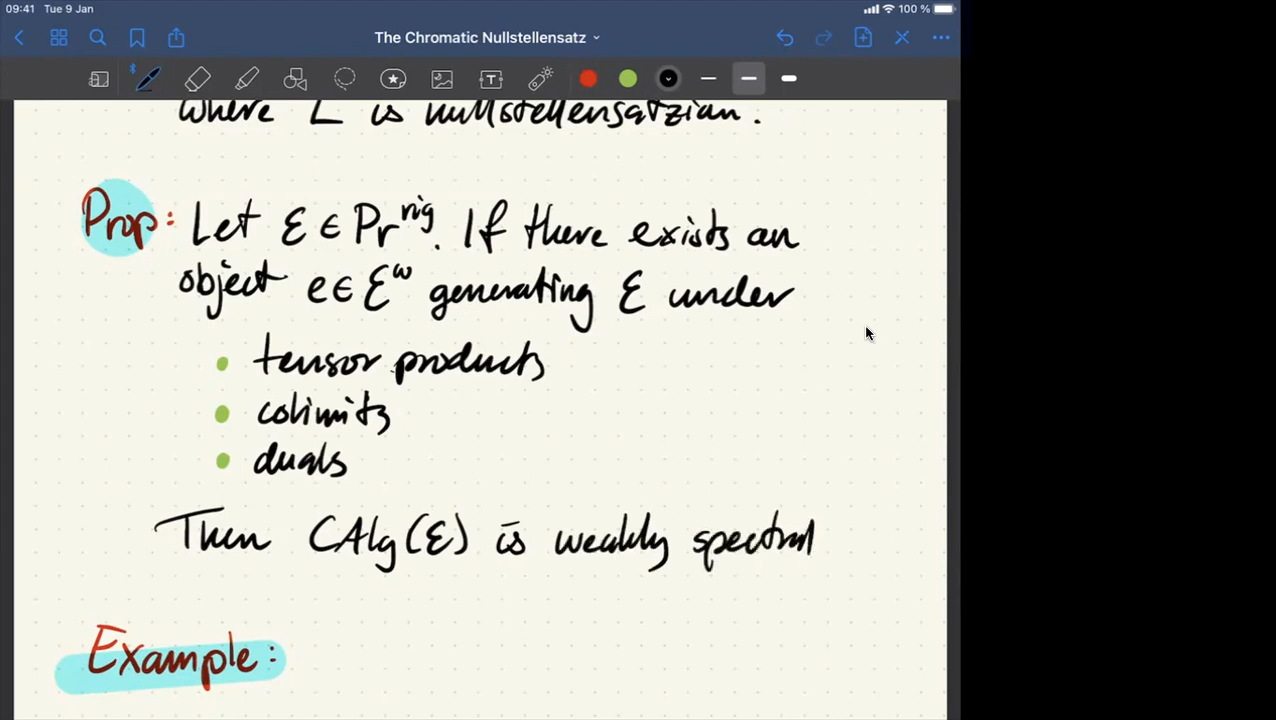 09:41 Tue 9 Jan 100 %
The Chromatic Nullstellensatz
where L is nullstellensatzian.
Prop: Let ℰ ∈ Pr^rig. If there exists an
object e ∈ ℰ^ω generating ℰ under
• tensor products
• colimits
• duals
Then CAlg(ℰ) is weakly spectral
Example: